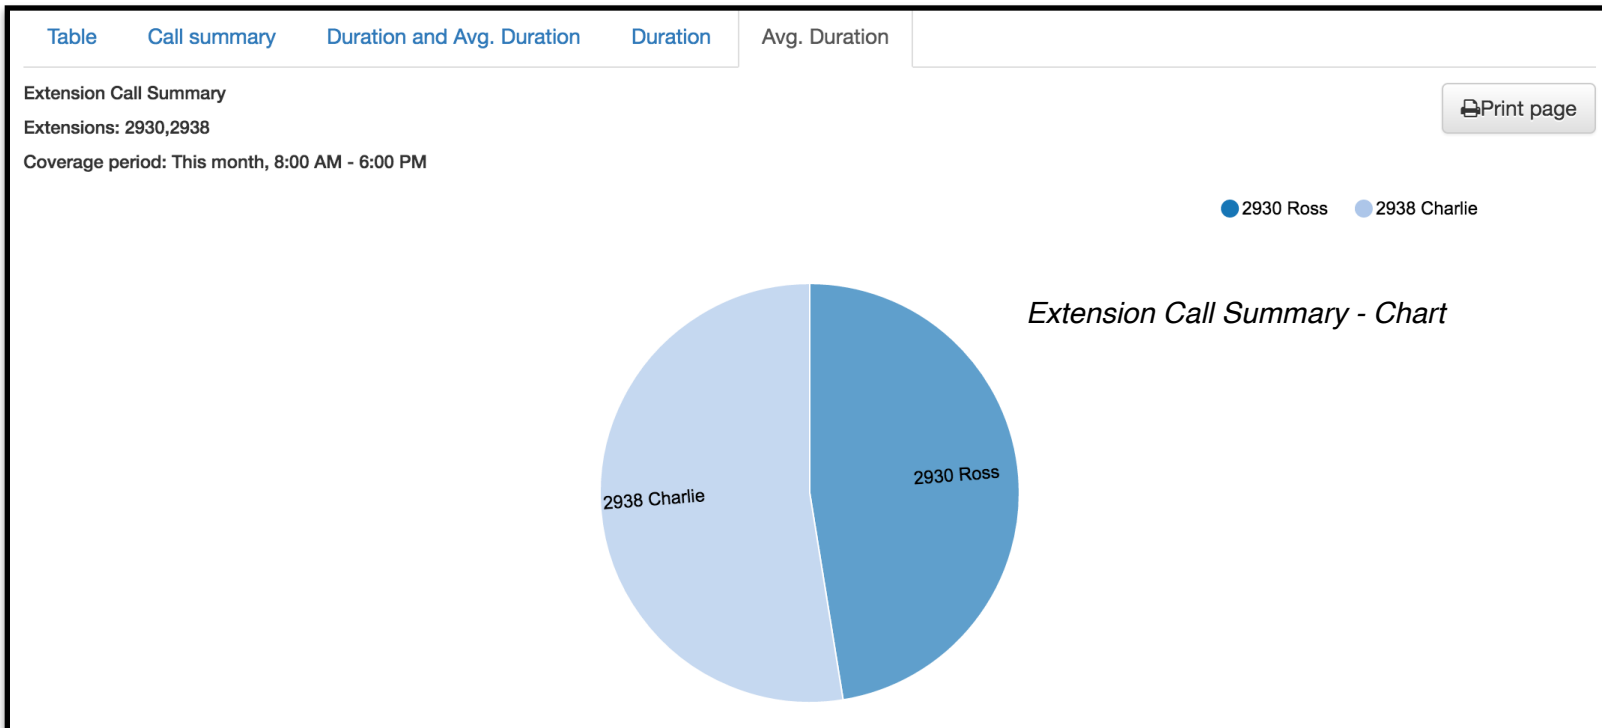 Table Call summary Duration and Avg. Duration Duration Avg. Duration
Extension Call Summary
Print page
Extensions: 2930,2938
Coverage period: This month, 8:00 AM - 6:00 PM
2930 Ross 2938 Charlie
Extension Call Summary - Chart
2930 Ross
2938 Charlie